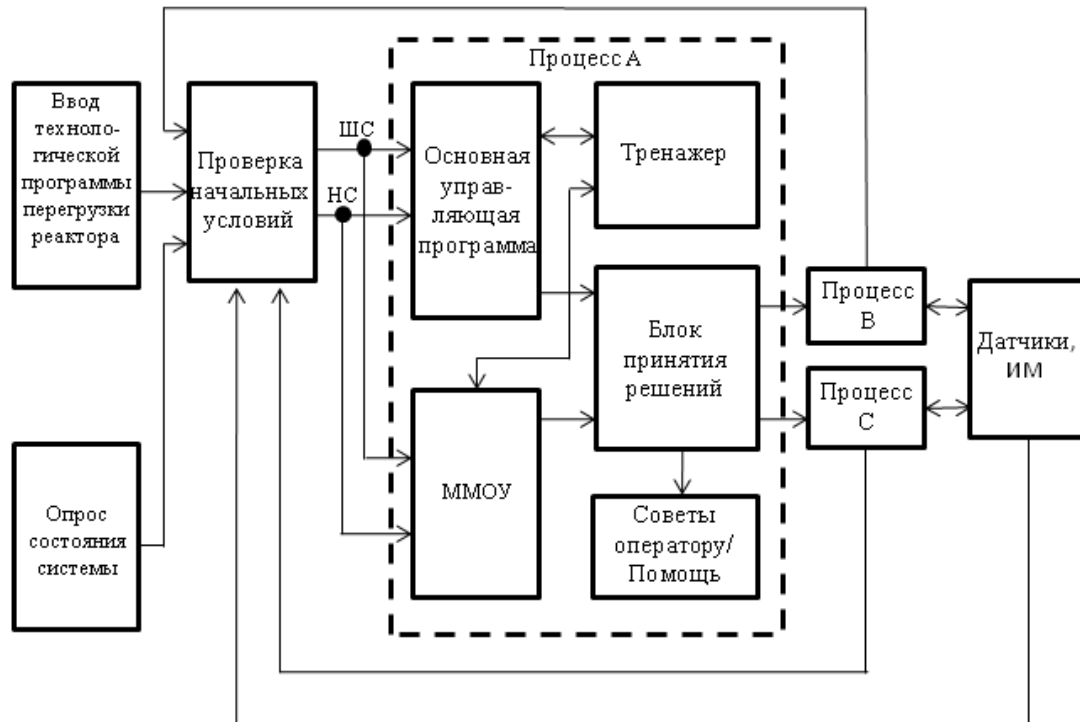 Процесс А
Ввод
техноло-
гической
программы
перегрузки
реактора
Проверка
начальных
условий
ШС
НС
Основная
управ-
ляющая
программа
Тренажер
Блок
принятия
решений
Процесс
В
Процесс
С
Датчики,
ИМ
Опрос
состояния
системы
ММОУ
Советы
оператору/
Помощь